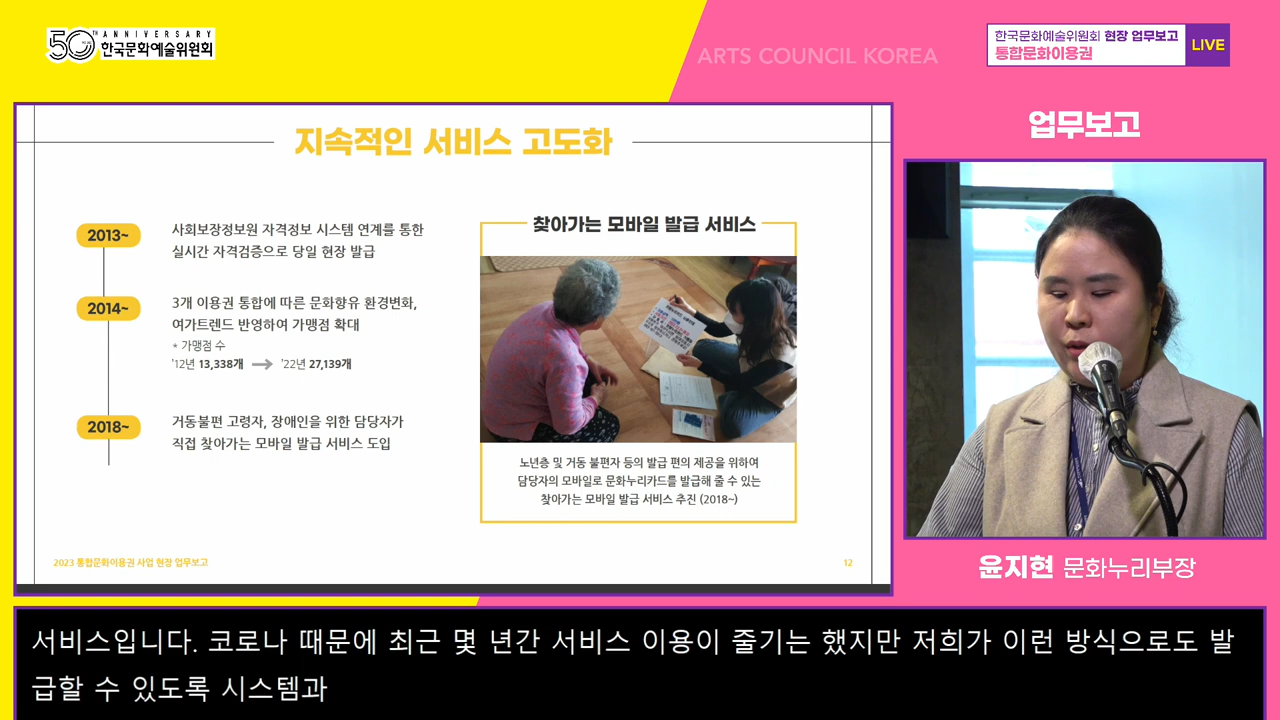 50TH ANNIVERSARY
한국문화예술위원회
ARTS COUNCIL KOREA
한국문화예술위원회 현장 업무보고
통합문화이용권
LIVE
지속적인 서비스 고도화
2013~
사회보장정보원 자격정보 시스템 연계를 통한
실시간 자격검증으로 당일 현장 발급
2014~
3개 이용권 통합에 따른 문화향유 환경변화,
여가트렌드 반영하여 가맹점 확대
* 가맹점 수
'12년 13,338개 → '22년 27,139개
2018~
거동불편 고령자, 장애인을 위한 담당자가
직접 찾아가는 모바일 발급 서비스 도입
찾아가는 모바일 발급 서비스
노년층 및 거동 불편자 등의 발급 편의 제공을 위하여
담당자의 모바일로 문화누리카드를 발급해 줄 수 있는
찾아가는 모바일 발급 서비스 추진 (2018~)
2023 통합문화이용권 사업 현장 업무보고
12
업무보고
윤지현 문화누리부장
서비스입니다. 코로나 때문에 최근 몇 년간 서비스 이용이 줄기는 했지만 저희가 이런 방식으로도 발
급할 수 있도록 시스템과